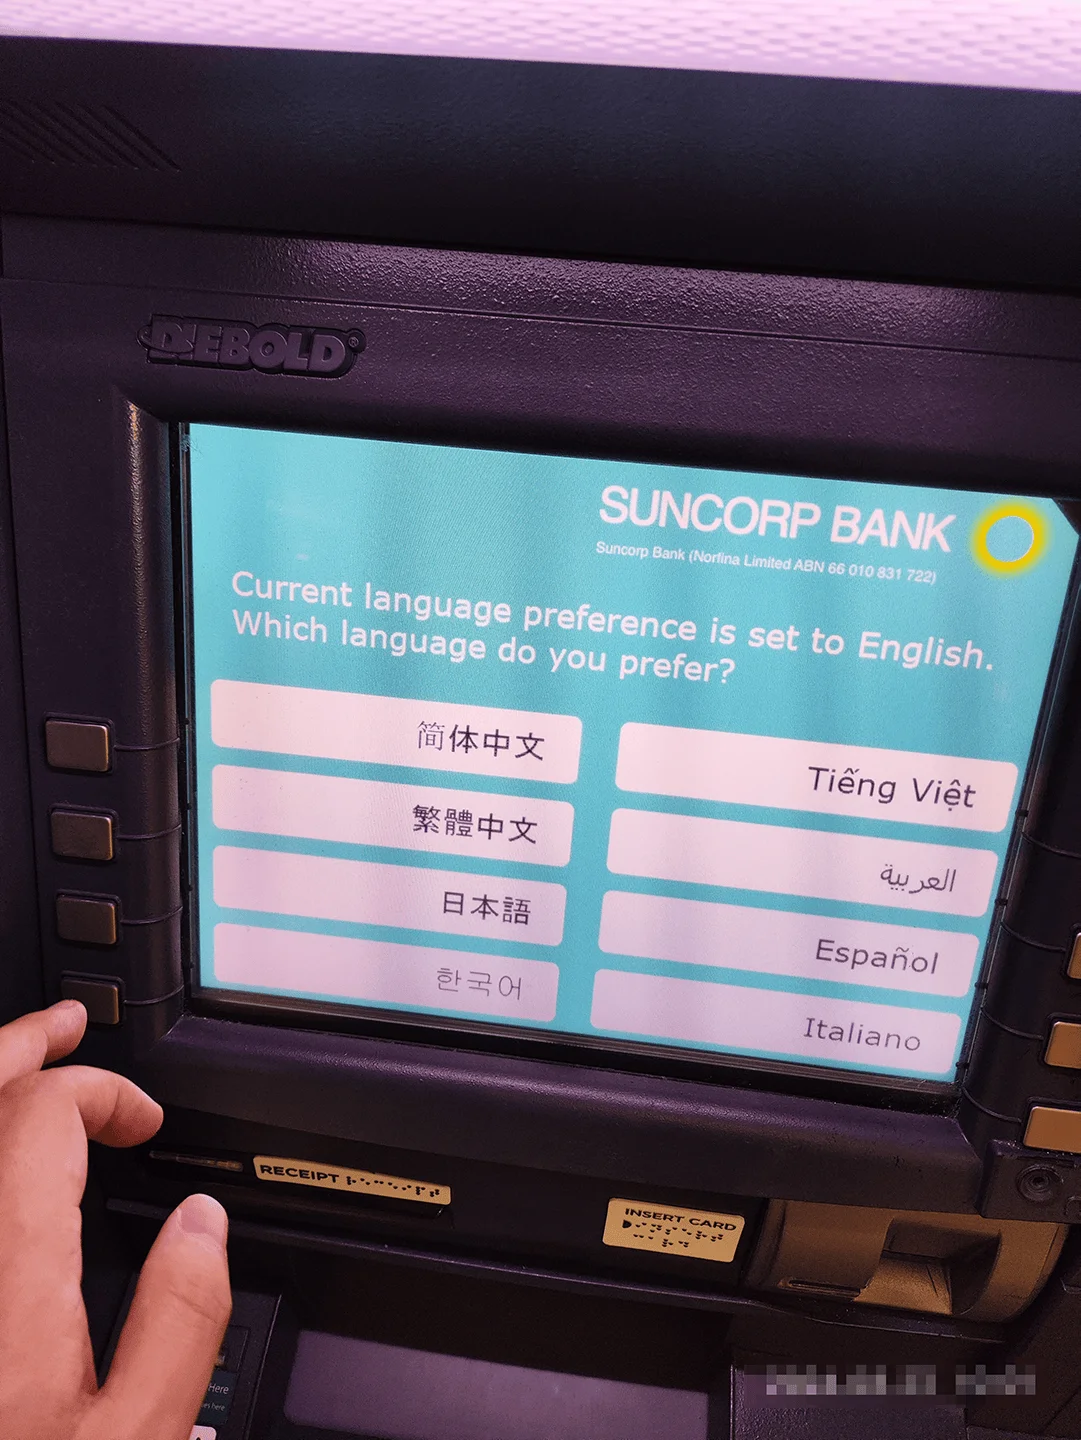 DIEBOLD®
SUNCORP BANK
Suncorp Bank (Norfina Limited ABN 66 010 831 722)
Current language preference is set to English.
Which language do you prefer?
简体中文
繁體中文
日本語
한국어
Tiếng Việt
العربية
Español
Italiano
RECEIPT
INSERT CARD
Here